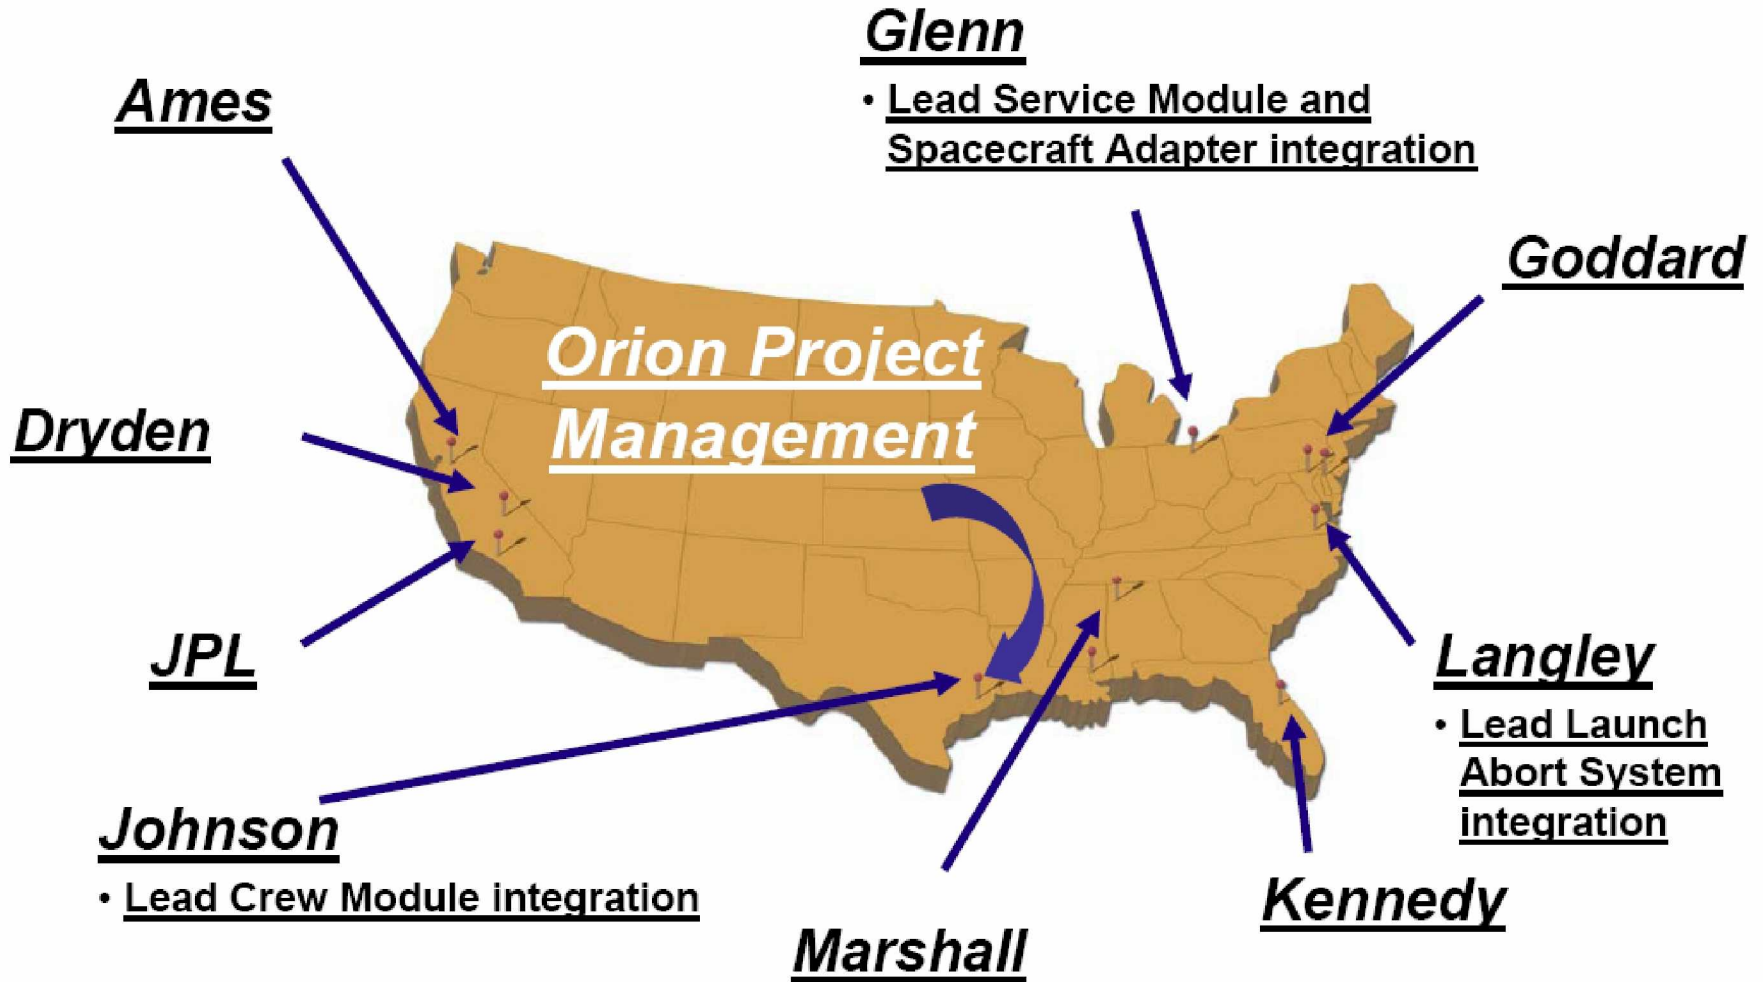 Glenn
• Lead Service Module and
Spacecraft Adapter integration
Ames
Goddard
Orion Project
Management
Dryden
JPL
Langley
• Lead Launch
Abort System
integration
Johnson
• Lead Crew Module integration
Kennedy
Marshall